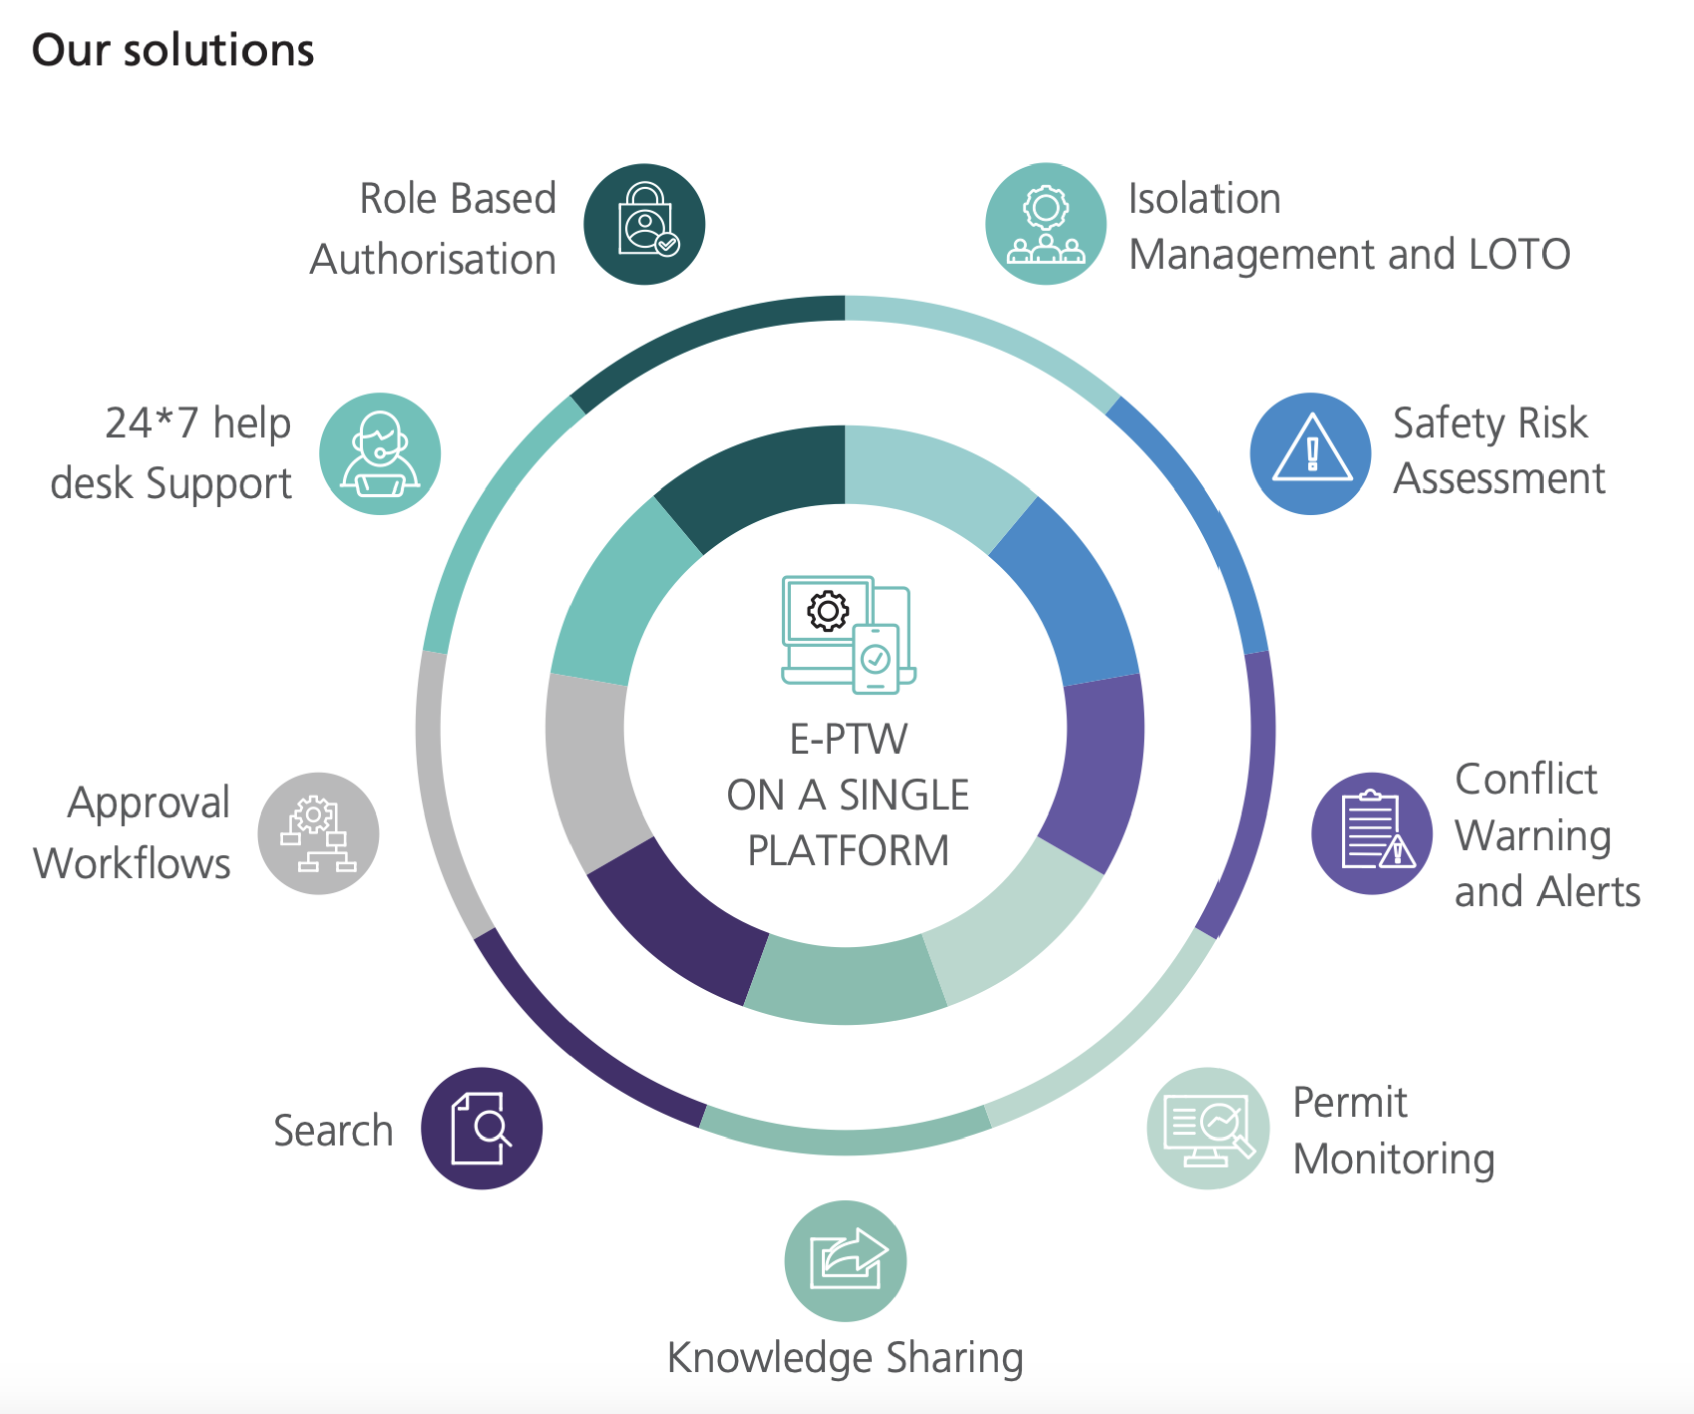 Our solutions
Role Based
Authorisation
Isolation
Management and LOTO
24*7 help
desk Support
Safety Risk
Assessment
E-PTW
ON A SINGLE
PLATFORM
Approval
Workflows
Conflict
Warning
and Alerts
Search
Permit
Monitoring
Knowledge Sharing